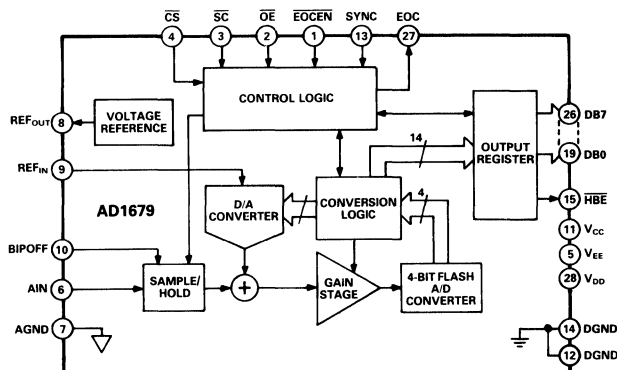 CS SC OE EOCEN SYNC EOC
4 3 2 1 13 27
CONTROL LOGIC
REFOUT 8 VOLTAGE REFERENCE
26 DB7
OUTPUT REGISTER
14
19 DB0
REFIN 9
15 HBE
AD1679
D/A CONVERTER
CONVERSION LOGIC
4
11 VCC
BIPOFF 10
5 VEE
AIN 6
SAMPLE/ HOLD
+
GAIN STAGE
4-BIT FLASH A/D CONVERTER
28 VDD
AGND 7
14 DGND
12 DGND